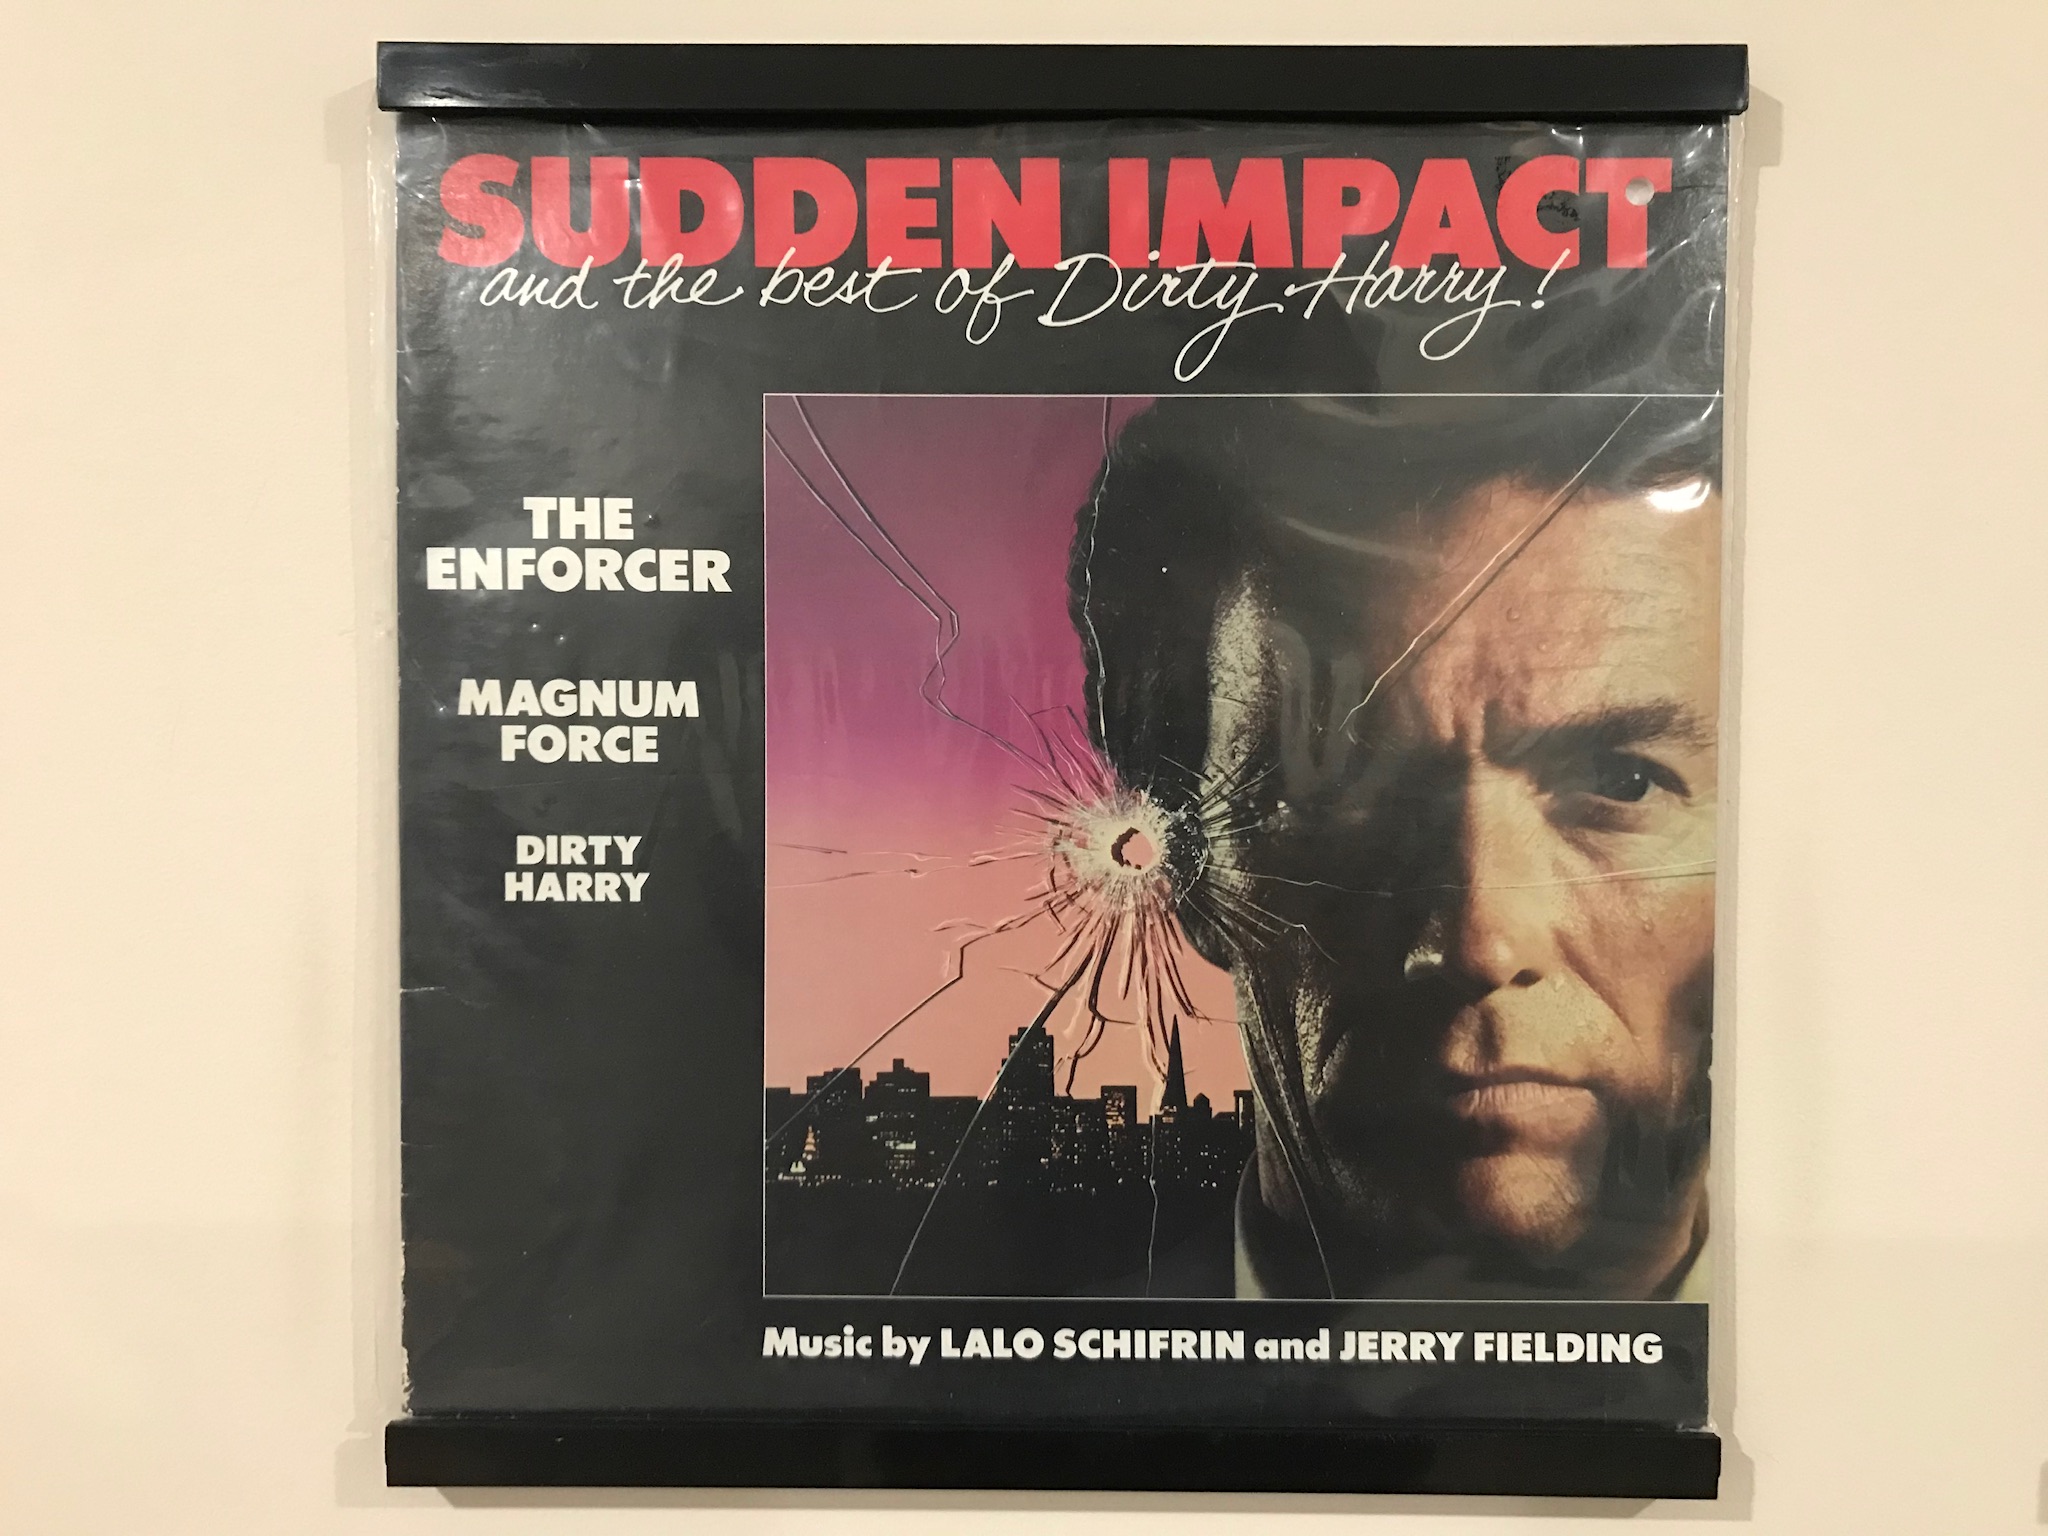 SUDDEN IMPACT
and the best of Dirty Harry!
THE
ENFORCER
MAGNUM
FORCE
DIRTY
HARRY
Music by LALO SCHIFRIN and JERRY FIELDING